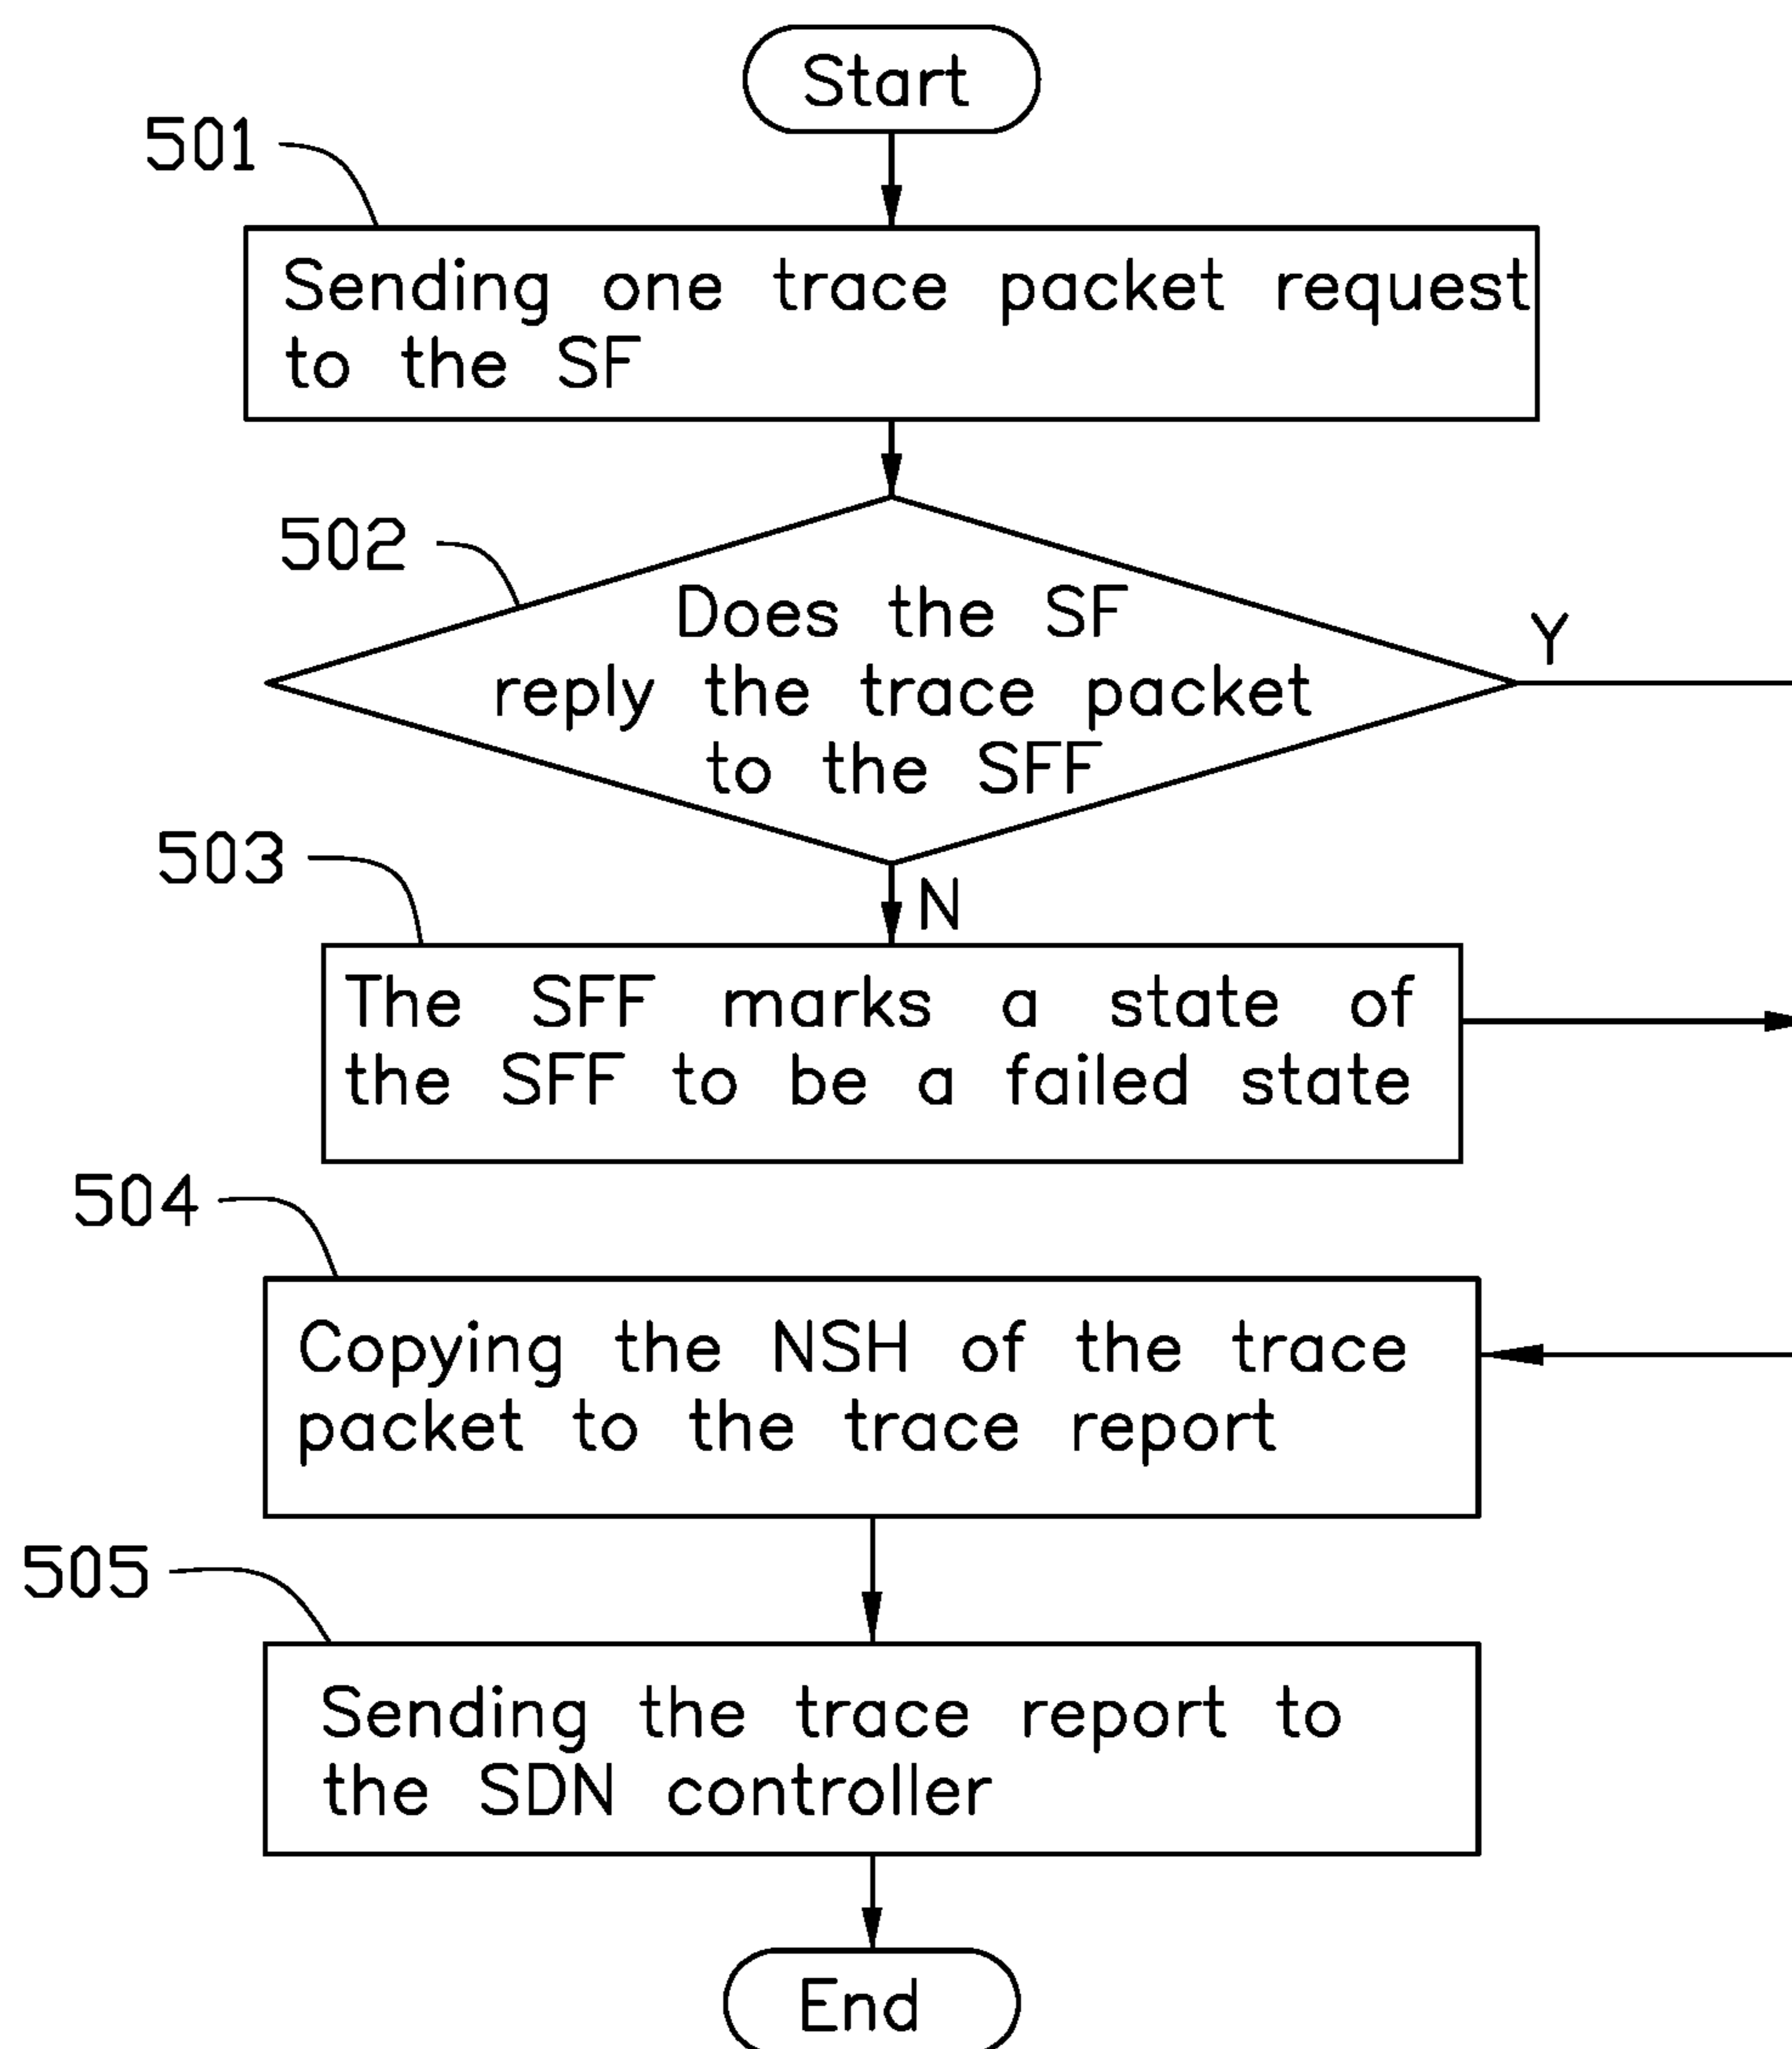 Start
501
Sending one trace packet request
to the SF
502
Does the SF
reply the trace packet
to the SFF
Y
503
N
The SFF marks a state of
the SFF to be a failed state
504
Copying the NSH of the trace
packet to the trace report
505
Sending the trace report to
the SDN controller
End